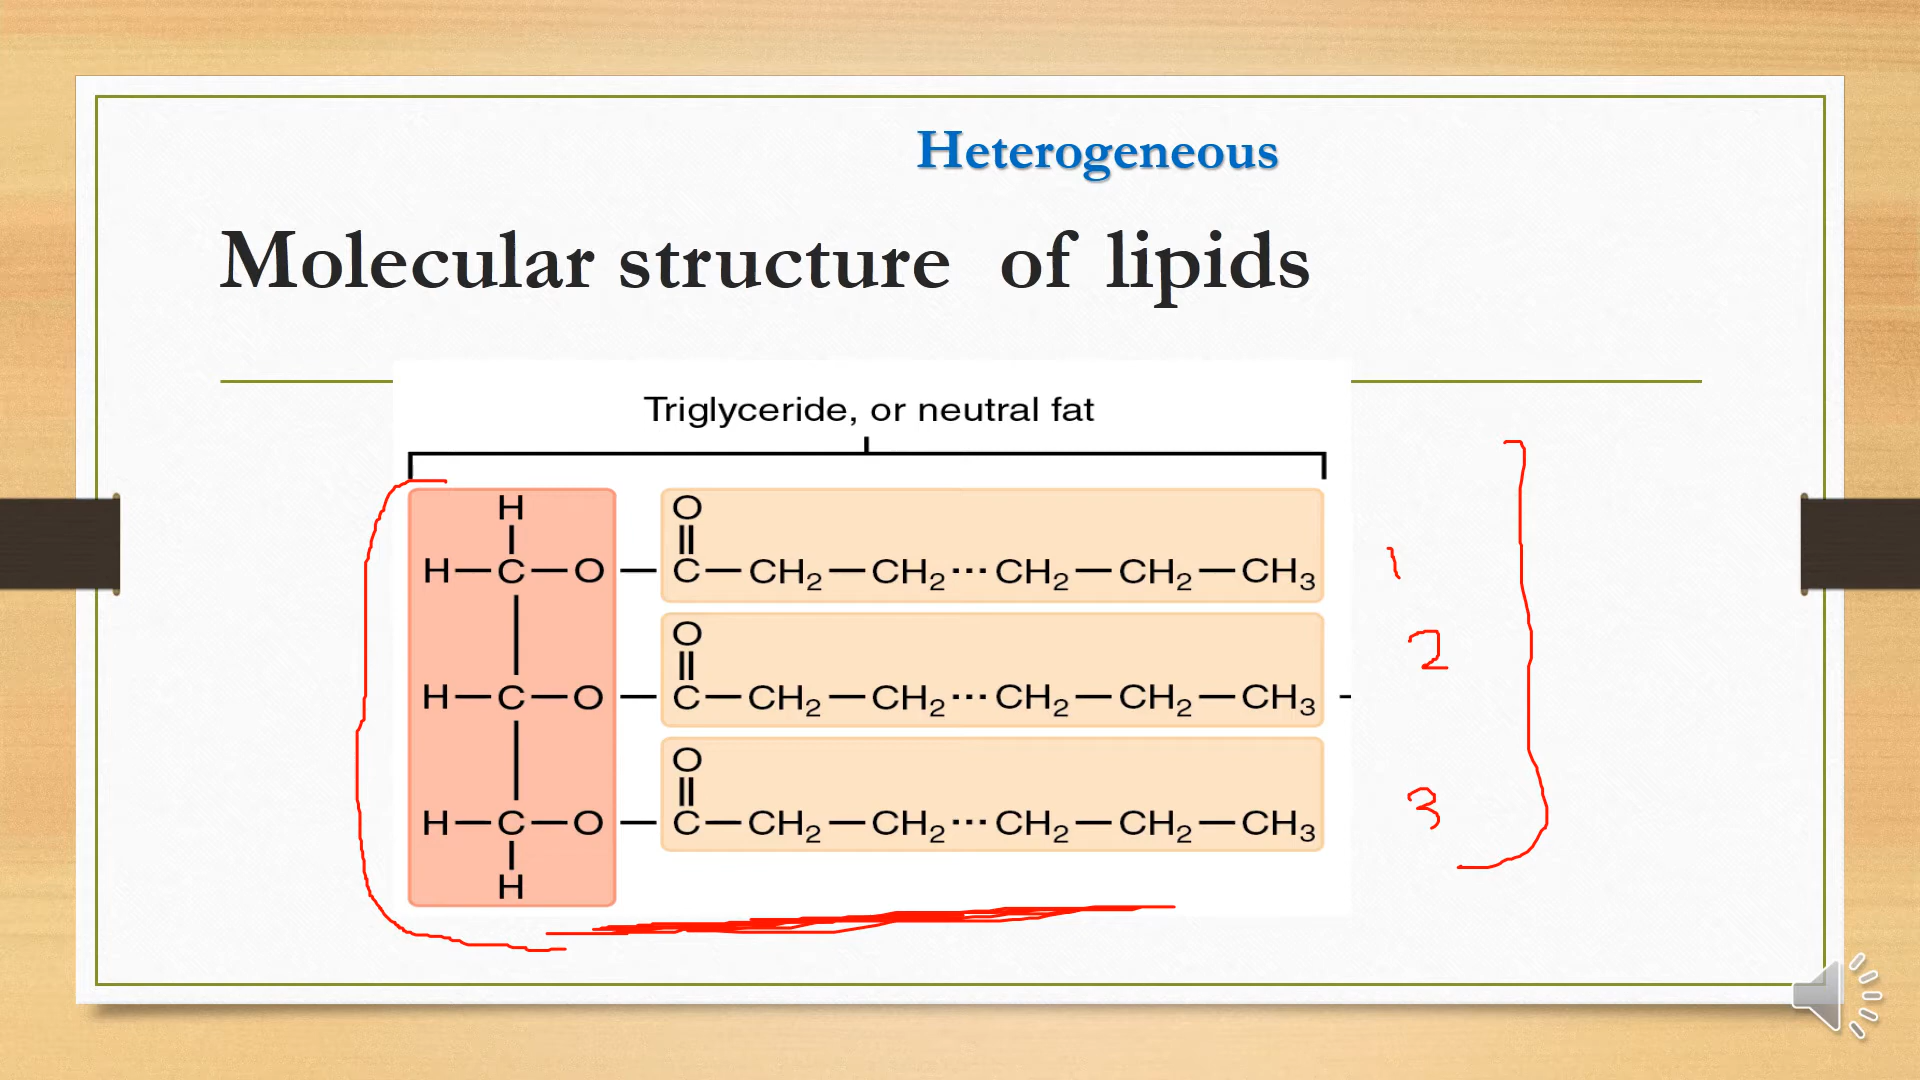 Heterogeneous
Molecular structure of lipids
Triglyceride, or neutral fat
H O
H—C—O—C—CH₂—CH₂···CH₂—CH₂—CH₃ 1
O
H—C—O—C—CH₂—CH₂···CH₂—CH₂—CH₃ 2
O
H—C—O—C—CH₂—CH₂···CH₂—CH₂—CH₃ 3
H